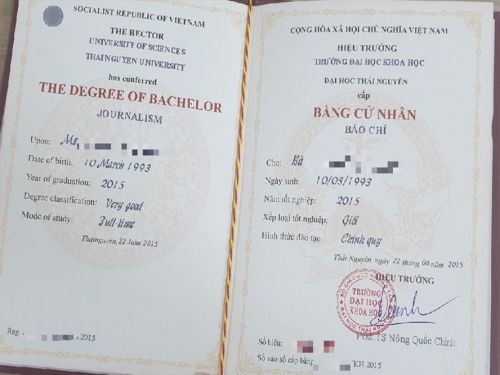 SOCIALIST REPUBLIC OF VIETNAM
THE RECTOR
UNIVERSITY OF SCIENCES
THAI NGUYEN UNIVERSITY
has conferred
THE DEGREE OF BACHELOR
JOURNALISM
Upon: Ms
Date of birth: 10 March 1993
Year of graduation: 2015
Degree classification: Very good
Mode of study: Full-time
Thainguyen, 22 June 2015
Reg. 2015
CỘNG HÒA XÃ HỘI CHỦ NGHĨA VIỆT NAM
HIỆU TRƯỞNG
TRƯỜNG ĐẠI HỌC KHOA HỌC
ĐẠI HỌC THÁI NGUYÊN
cấp
BẰNG CỬ NHÂN
BÁO CHÍ
Cho: Bà
Ngày sinh: 10/03/1993
Năm tốt nghiệp: 2015
Xếp loại tốt nghiệp: Giỏi
Hình thức đào tạo: Chính quy
Thái Nguyên, ngày 22 tháng 06 năm 2015
HIỆU TRƯỞNG
TRƯỜNG
ĐẠI HỌC
KHOA HỌC
PGS. TS Nông Quốc Chinh
Số hiệu:
Số vào sổ cấp bằng KH.2015